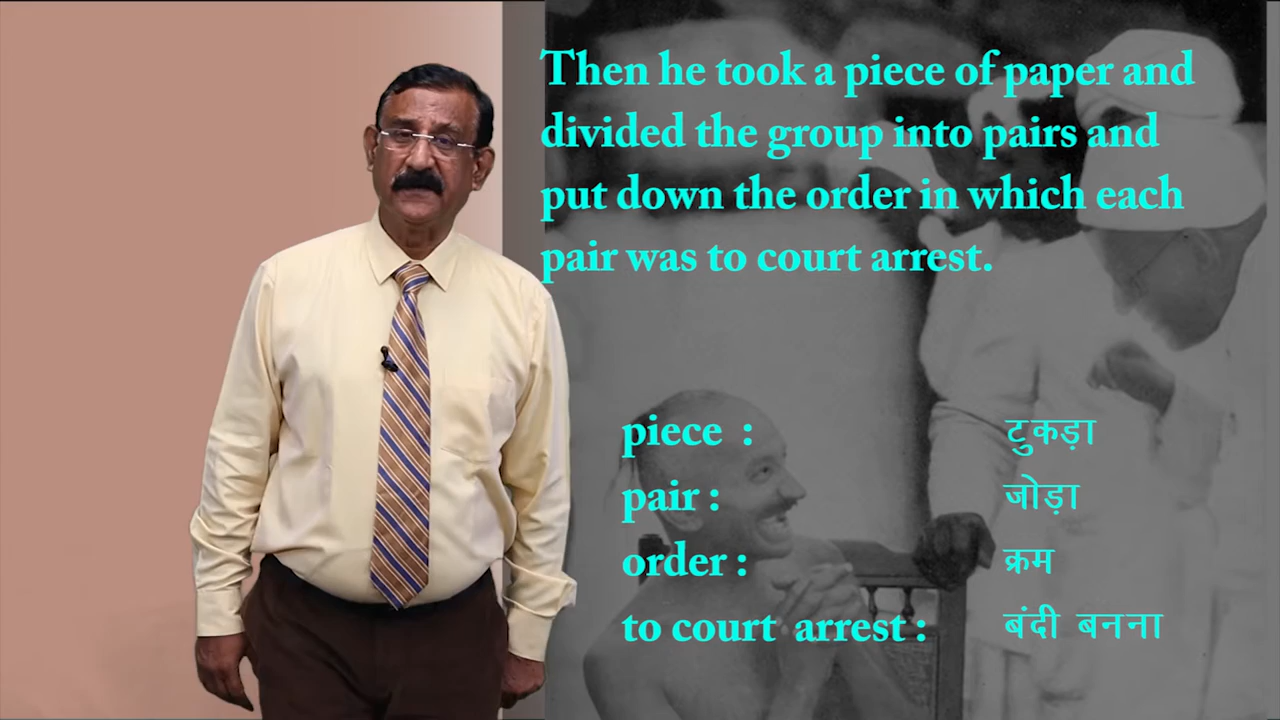 Then he took a piece of paper and
divided the group into pairs and
put down the order in which each
pair was to court arrest.
piece : टुकड़ा
pair : जोड़ा
order : क्रम
to court arrest : बंदी बनना